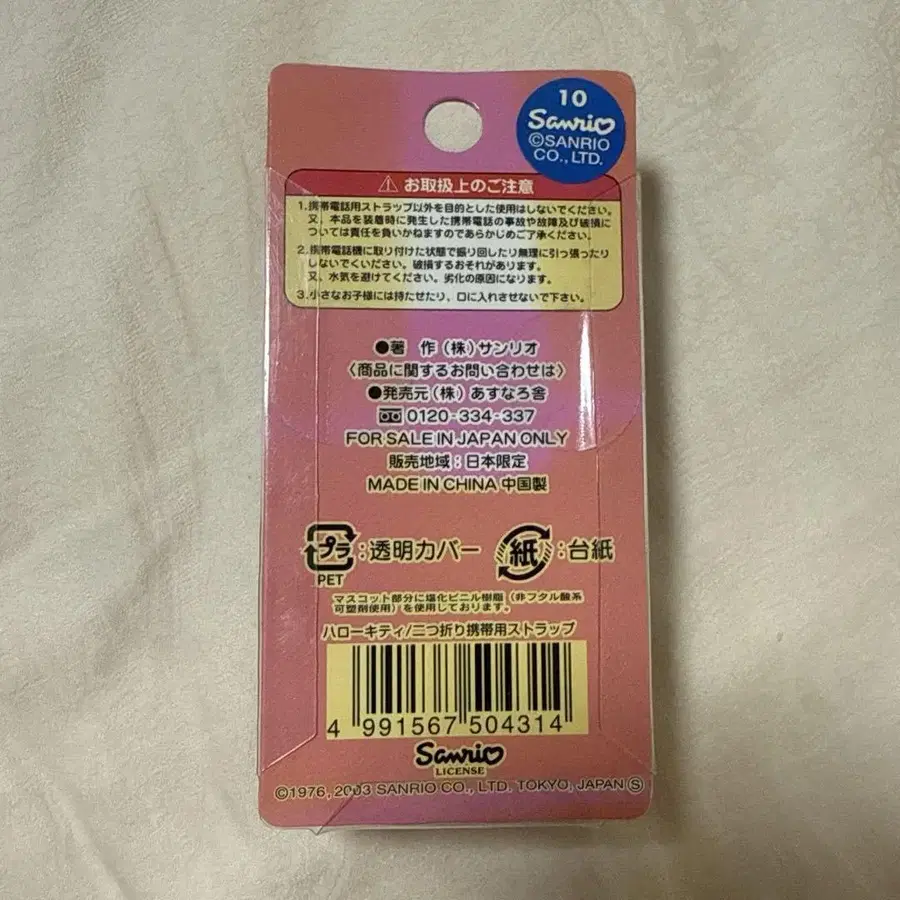 10
Sanrio
©SANRIO
CO., LTD.
⚠ お取扱上のご注意
1.携帯電話用ストラップ以外を目的とした使用はしないでください。
又、本品を装着時に発生した携帯電話の事故や故障及び破損に
ついては責任を負いかねますのであらかじめご了承ください。
2.携帯電話機に取り付けた状態で振り回したり無理に引っ張ったり
しないでくいださい。破損するおそれがあります。
又、水気を避けてください。劣化の原因になります。
3.小さなお子様には持たせたり、口に入れさせないで下さい。
●著 作(株)サンリオ
〈商品に関するお問い合わせは〉
●発売元(株)あすなろ舎
0120-334-337
FOR SALE IN JAPAN ONLY
販売地域:日本限定
MADE IN CHINA 中国製
プラ:透明カバー 紙:台紙
PET
マスコット部分に塩化ビニル樹脂(非フタル酸系
可塑剤使用)を使用しております。
ハローキティ/二つ折り携帯用ストラップ
4 991567 504314
Sanrio
LICENSE
©1976, 2003 SANRIO CO., LTD. TOKYO, JAPAN Ⓢ